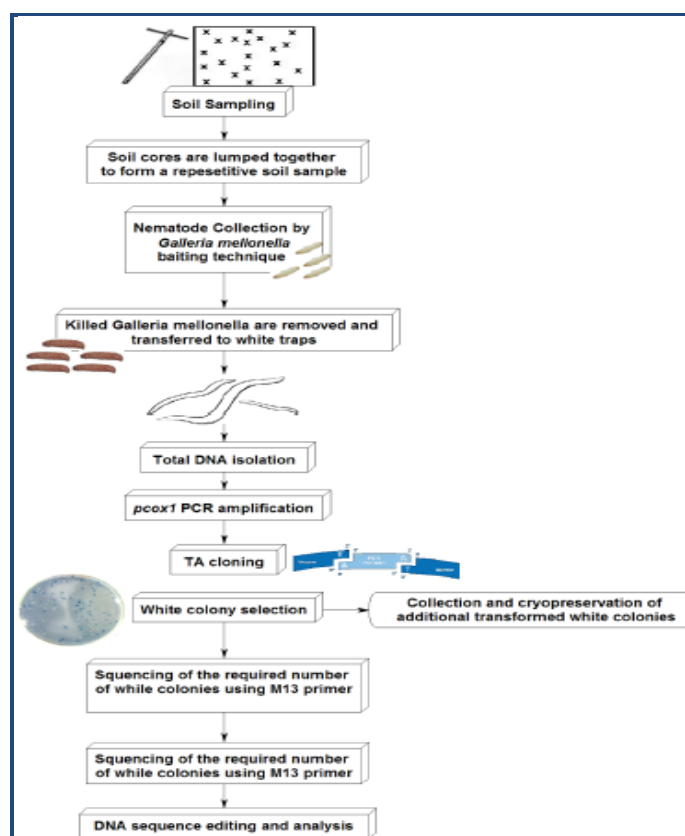 Soil Sampling
Soil cores are lumped together
to form a repesetitive soil sample
Nematode Collection by
Galleria mellonella
baiting technique
Killed Galleria mellonella are removed and
transferred to white traps
Total DNA isolation
pcox1 PCR amplification
TA cloning
White colony selection
Collection and cryopreservation of
additional transformed white colonies
Squencing of the required number
of while colonies using M13 primer
Squencing of the required number
of while colonies using M13 primer
DNA sequence editing and analysis